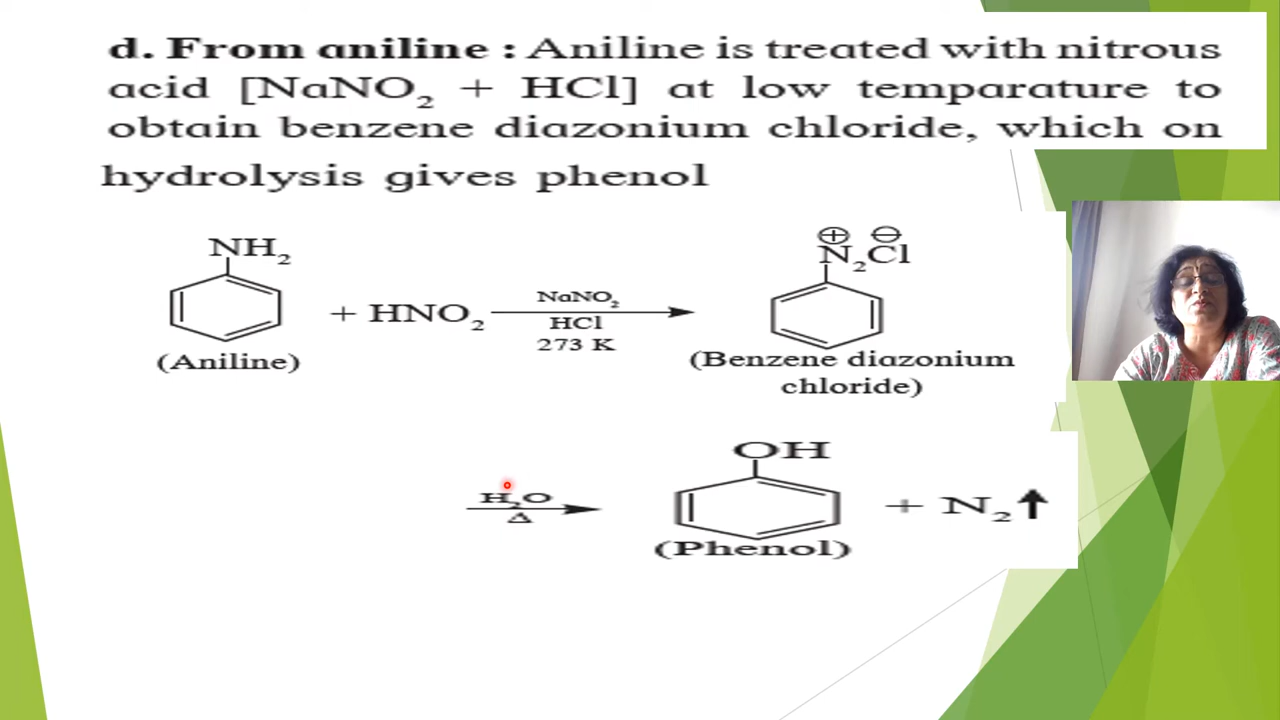 d. From aniline : Aniline is treated with nitrous
acid [NaNO₂ + HCl] at low temparature to
obtain benzene diazonium chloride, which on
hydrolysis gives phenol
NH₂
(Aniline)
+ HNO₂
NaNO₂
HCl
273 K
⊕ ⊖
N₂Cl
(Benzene diazonium
chloride)
H₂O
Δ
OH
(Phenol)
+ N₂↑